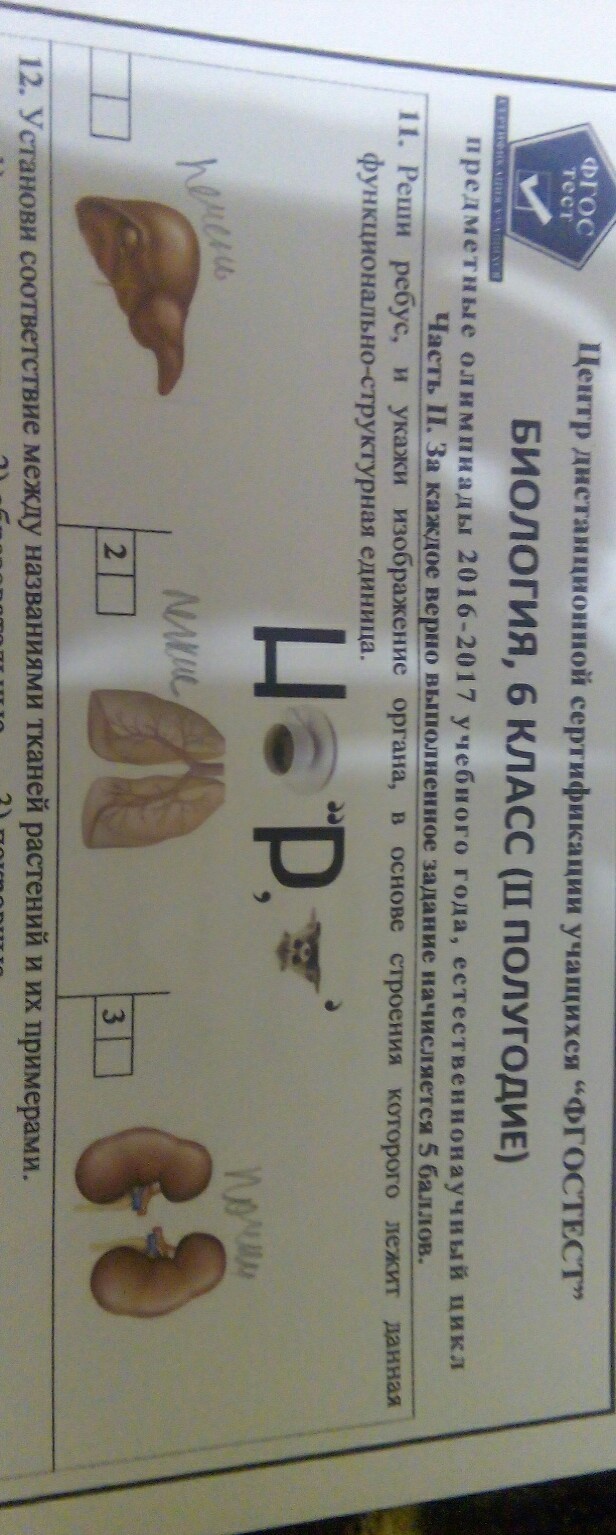 ФГОС
ТЕСТ
СЕРТИФИКАЦИЯ УЧАЩИХСЯ
Центр дистанционной сертификации учащихся “ФГОСТЕСТ”
БИОЛОГИЯ, 6 КЛАСС (II ПОЛУГОДИЕ)
предметные олимпиады 2016-2017 учебного года, естественнонаучный цикл
Часть II. За каждое верно выполненное задание начисляется 5 баллов.
11. Реши ребус, и укажи изображение органа, в основе строения которого лежит данная
функционально-структурная единица.
Ц “Р, ’
печень
2 легкие
3 почки
12. Установи соответствие между названиями тканей растений и их примерами.